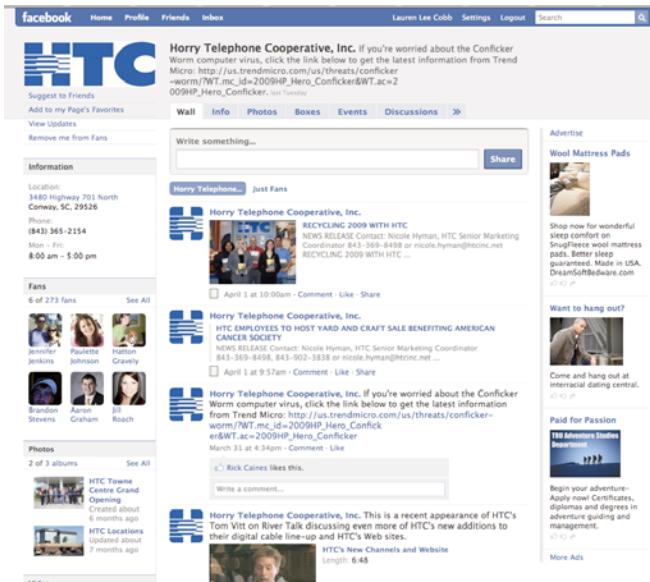 facebook Home Profile Friends Inbox Lauren Lee Cobb Settings Logout Search
HTC
Suggest to Friends
Add to my Page's Favorites
View Updates
Remove me from Fans
Information
Location:
3480 Highway 701 North
Conway, SC, 29526
Phone:
(843) 365-2154
Mon - Fri:
8:00 am - 5:00 pm
Fans
6 of 273 fans See All
Jennifer Jenkins
Paulette Johnson
Hatton Gravely
Brandon Stevens
Aaron Graham
Jill Roach
Photos
2 of 3 albums See All
HTC Towne
Centre Grand
Opening
Created about
6 months ago
HTC Locations
Updated about
7 months ago
Horry Telephone Cooperative, Inc. If you're worried about the Conficker
Worm computer virus, click the link below to get the latest information from Trend
Micro: http://us.trendmicro.com/us/threats/conficker
-worm/?WT.mc_id=2009HP_Hero_Conficker&WT.ac=2
009HP_Hero_Conficker. last Tuesday
Wall Info Photos Boxes Events Discussions >>
Write something...
Share
Horry Telephone... Just Fans
Horry Telephone Cooperative, Inc.
HTC
RECYCLING 2009 WITH HTC
NEWS RELEASE Contact: Nicole Hyman, HTC Senior Marketing
Coordinator 843-369-8498 or nicole.hyman@htcinc.net
RECYCLING 2009 WITH HTC ...
April 1 at 10:00am - Comment - Like - Share
Horry Telephone Cooperative, Inc.
HTC EMPLOYEES TO HOST YARD AND CRAFT SALE BENEFITING AMERICAN
CANCER SOCIETY
NEWS RELEASE Contact: Nicole Hyman, HTC Senior Marketing Coordinator
843-369-8498, 843-902-3838 or nicole.hyman@htcinc.net ...
April 1 at 9:57am - Comment - Like - Share
Horry Telephone Cooperative, Inc. If you're worried about the Conficker
Worm computer virus, click the link below to get the latest information
from Trend Micro: http://us.trendmicro.com/us/threats/conficker-
worm/?WT.mc_id=2009HP_Hero_Confick
er&WT.ac=2009HP_Hero_Conficker
March 31 at 4:34pm - Comment - Like
Rick Caines likes this.
Write a comment...
Horry Telephone Cooperative, Inc. This is a recent appearance of HTC's
Tom Vitt on River Talk discussing even more of HTC's new additions to
their digital cable line-up and HTC's Web sites.
HTC's New Channels and Website
Length: 6:48
Advertise
Wool Mattress Pads
Shop now for wonderful
sleep comfort on
SnugFleece wool mattress
pads. Better sleep
guaranteed. Made in USA.
DreamSoftBedware.com
Want to hang out?
Come and hang out at
interracial dating central.
Paid for Passion
TRU Adventure Studies
Department
Begin your adventure-
Apply now! Certificates,
diplomas and degrees in
adventure guiding and
management.
More Ads